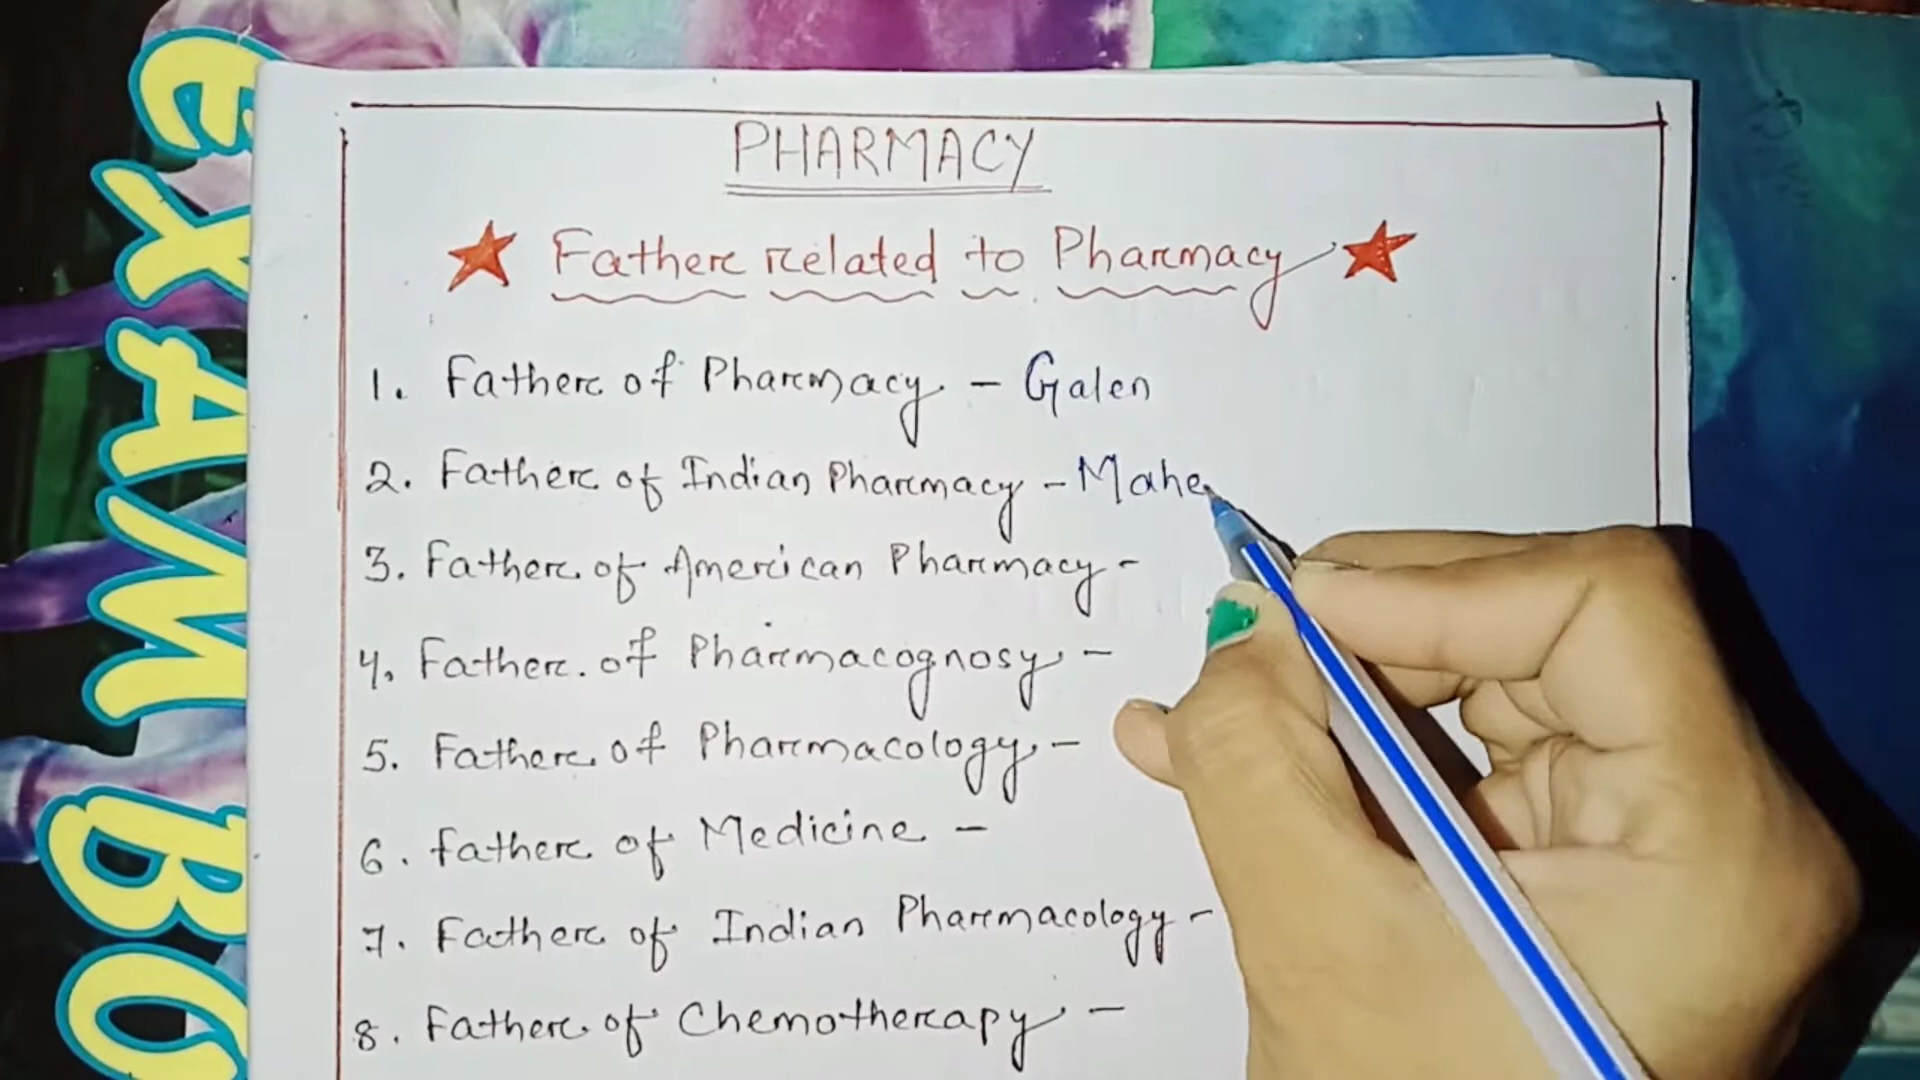 PHARMACY
Father related to Pharmacy
1. Father of Pharmacy - Galen
2. Father of Indian Pharmacy - Mahe
3. Father of American Pharmacy -
4. Father of Pharmacognosy -
5. Father of Pharmacology -
6. father of Medicine -
7. Father of Indian Pharmacology -
8. Father of Chemotherapy -
EXAM BO